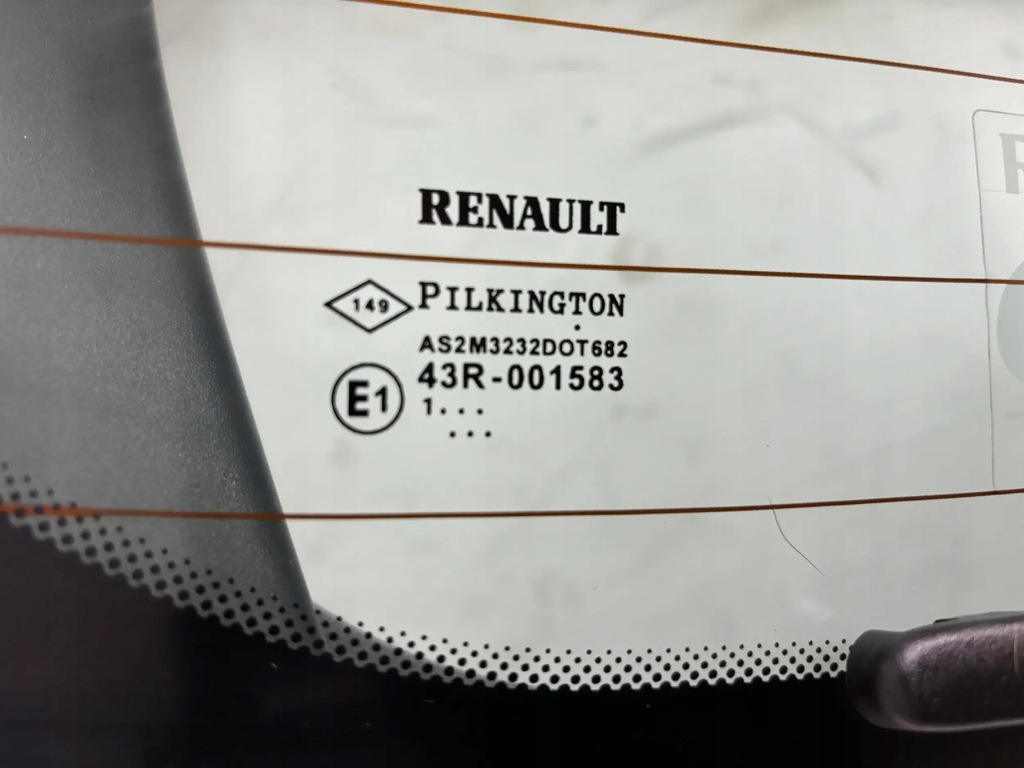 RENAULT
149 PILKINGTON
AS2M3232DOT682
E1 43R-001583
1...
...
R